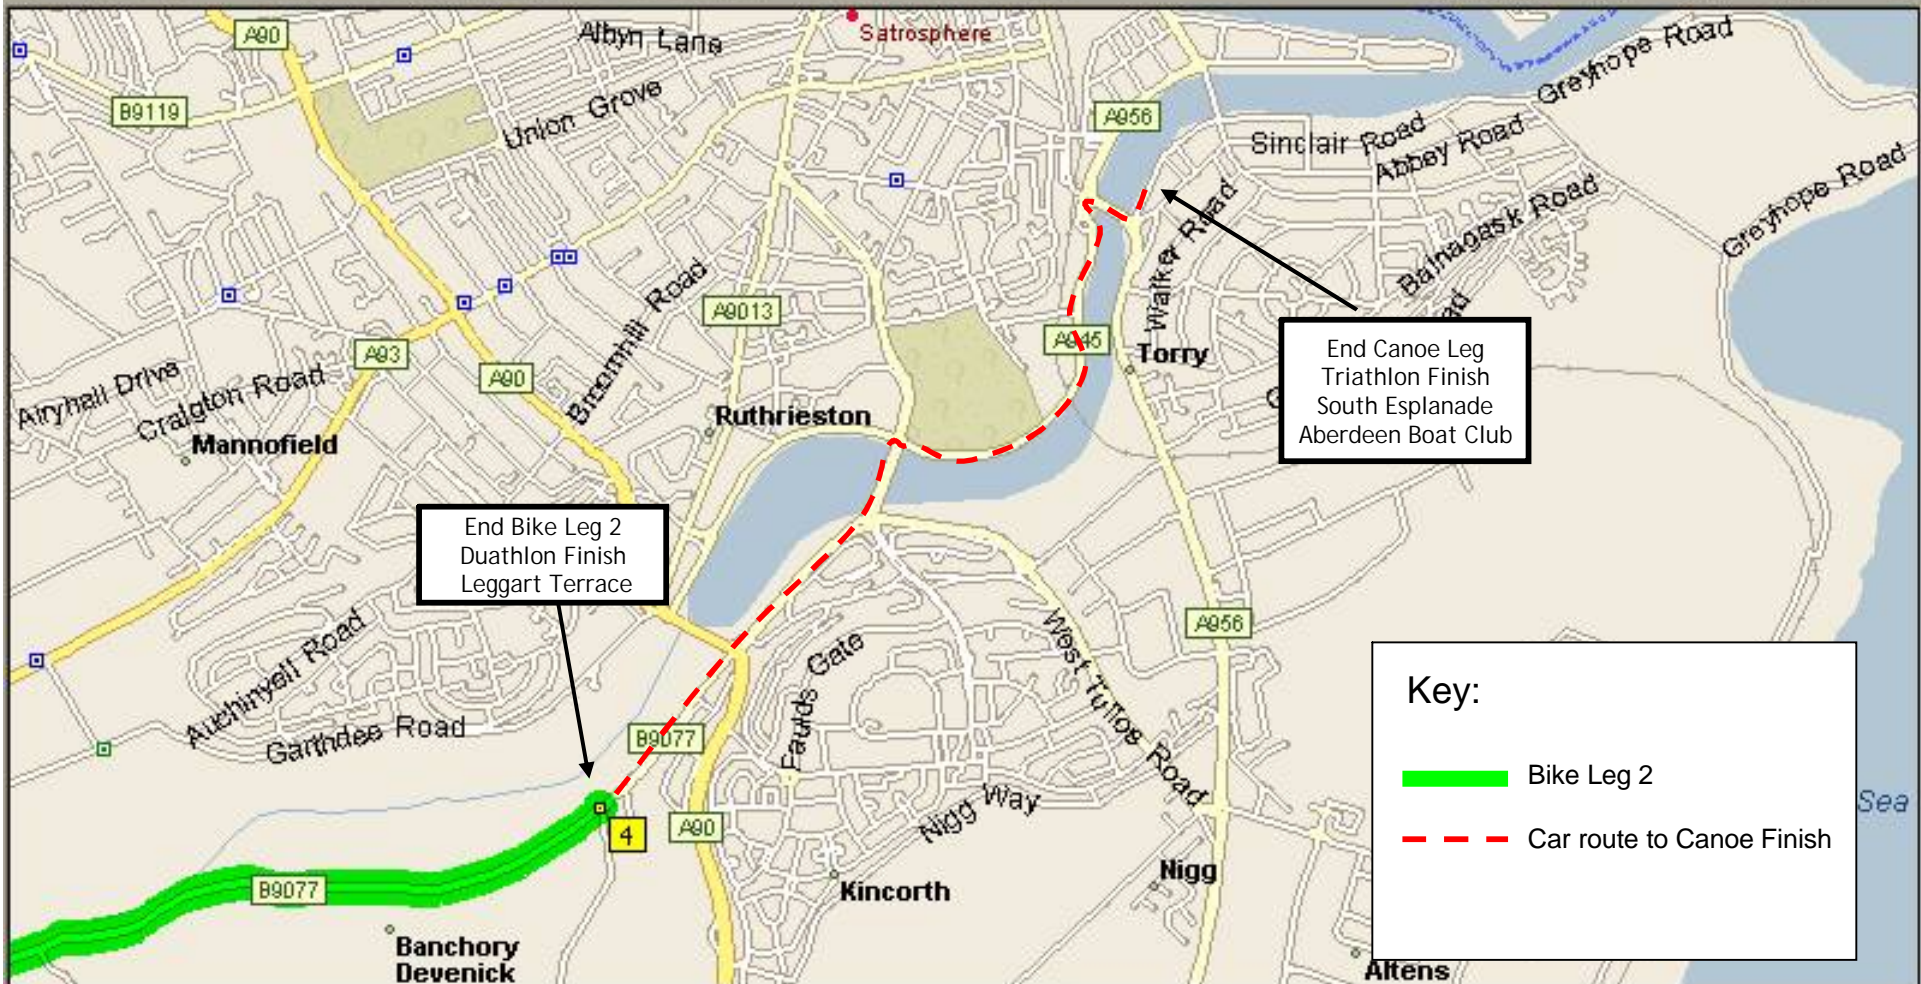 A90
Albyn Lane
Satrosphere
Greyhope Road
B9119
Union Grove
A956
Sinclair Road
Abbey Road
Greyhope Road
Balnagask Road
Walker Road
Broomhill Road
A9013
A945
Torry
A93
A90
Airyhall Drive
Craigton Road
Mannofield
Ruthrieston
End Canoe Leg
Triathlon Finish
South Esplanade
Aberdeen Boat Club
End Bike Leg 2
Duathlon Finish
Leggart Terrace
Auchinyell Road
Garthdee Road
Faulds Gate
West Tullos Road
A956
B9077
Key:
Bike Leg 2
Car route to Canoe Finish
Sea
4
A90
Nigg Way
Nigg
Kincorth
B9077
Banchory
Devenick
Altens